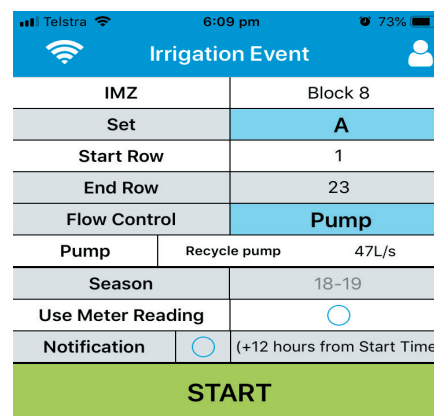 Telstra 6:09 pm 73%
Irrigation Event
IMZ Block 8
Set A
Start Row 1
End Row 23
Flow Control Pump
Pump Recycle pump 47L/s
Season 18-19
Use Meter Reading
Notification (+12 hours from Start Time
START